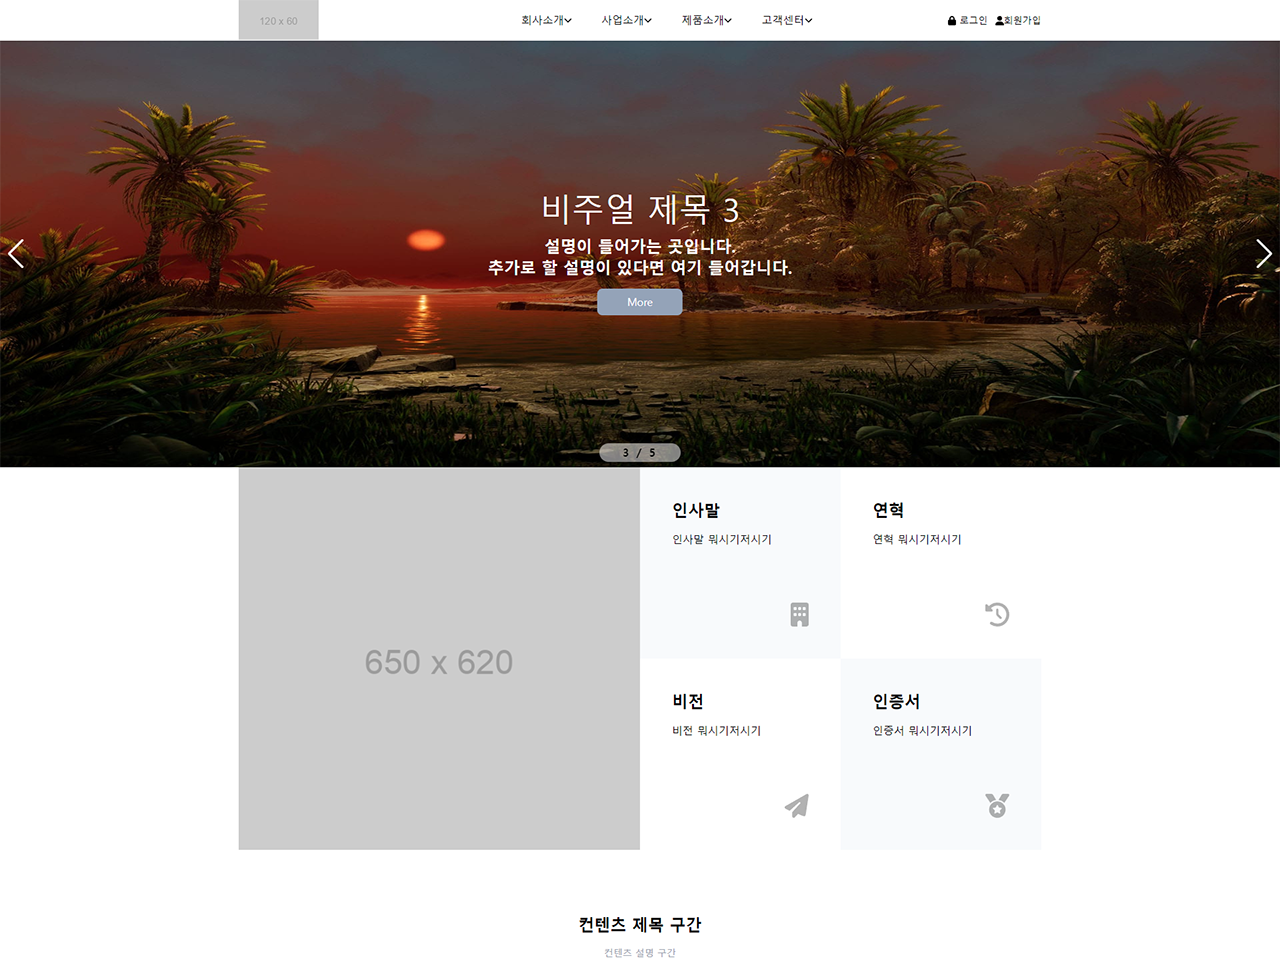 120 x 60
회사소개 사업소개 제품소개 고객센터 로그인 회원가입
비주얼 제목 3
설명이 들어가는 곳입니다.
추가로 할 설명이 있다면 여기 들어갑니다.
More
3 / 5
650 x 620
인사말
인사말 뭐시기저시기
연혁
연혁 뭐시기저시기
비전
비전 뭐시기저시기
인증서
인증서 뭐시기저시기
컨텐츠 제목 구간
컨텐츠 설명 구간